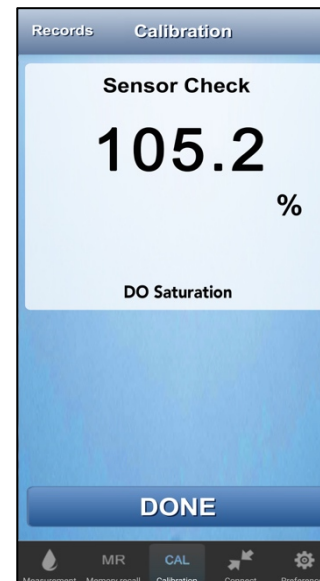 Records Calibration
Sensor Check
105.2
%
DO Saturation
DONE
MR CAL
Measurement Memory recall Calibration Connect